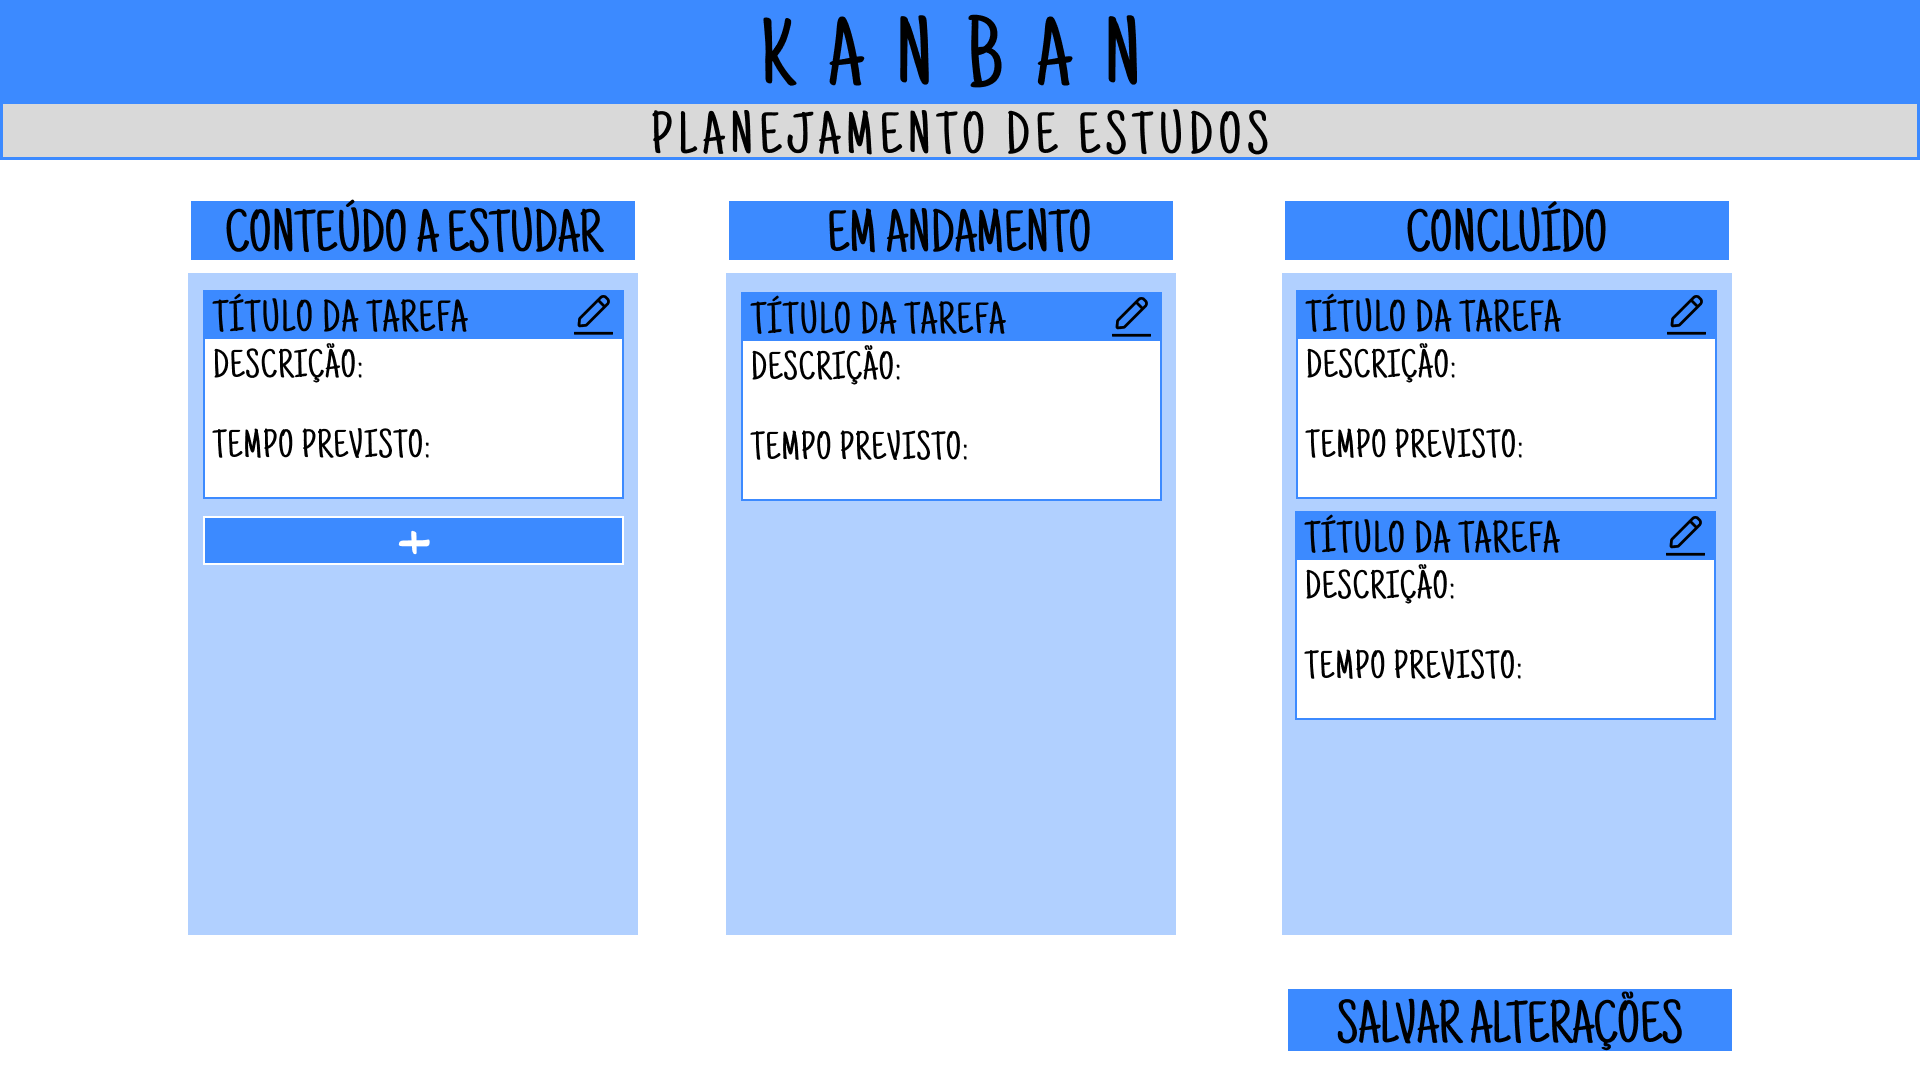 K A N B A N
PLANEJAMENTO DE ESTUDOS
CONTEÚDO A ESTUDAR
TÍTULO DA TAREFA
DESCRIÇÃO:
TEMPO PREVISTO:
+
EM ANDAMENTO
TÍTULO DA TAREFA
DESCRIÇÃO:
TEMPO PREVISTO:
CONCLUÍDO
TÍTULO DA TAREFA
DESCRIÇÃO:
TEMPO PREVISTO:
TÍTULO DA TAREFA
DESCRIÇÃO:
TEMPO PREVISTO:
SALVAR ALTERAÇÕES